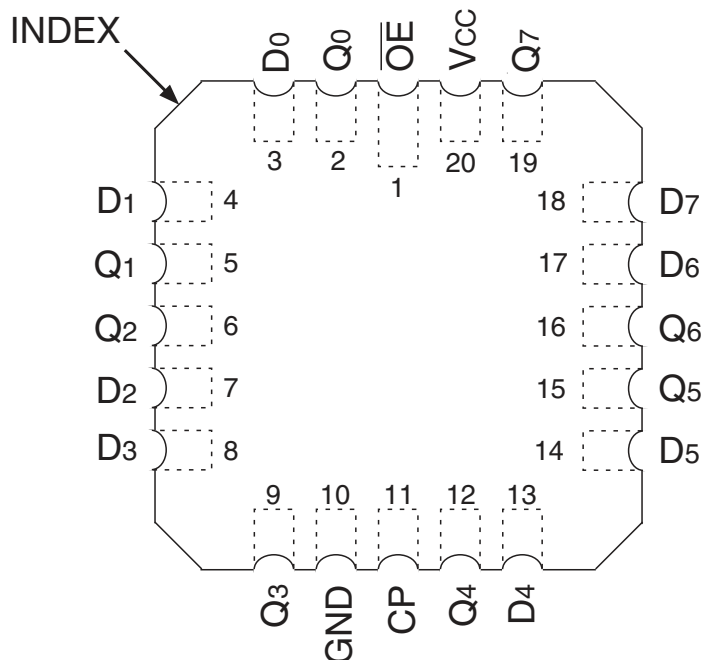 INDEX
D0 Q0 OE VCC Q7
3 2 1 20 19
D1 4 18 D7
Q1 5 17 D6
Q2 6 16 Q6
D2 7 15 Q5
D3 8 14 D5
9 10 11 12 13
Q3 GND CP Q4 D4